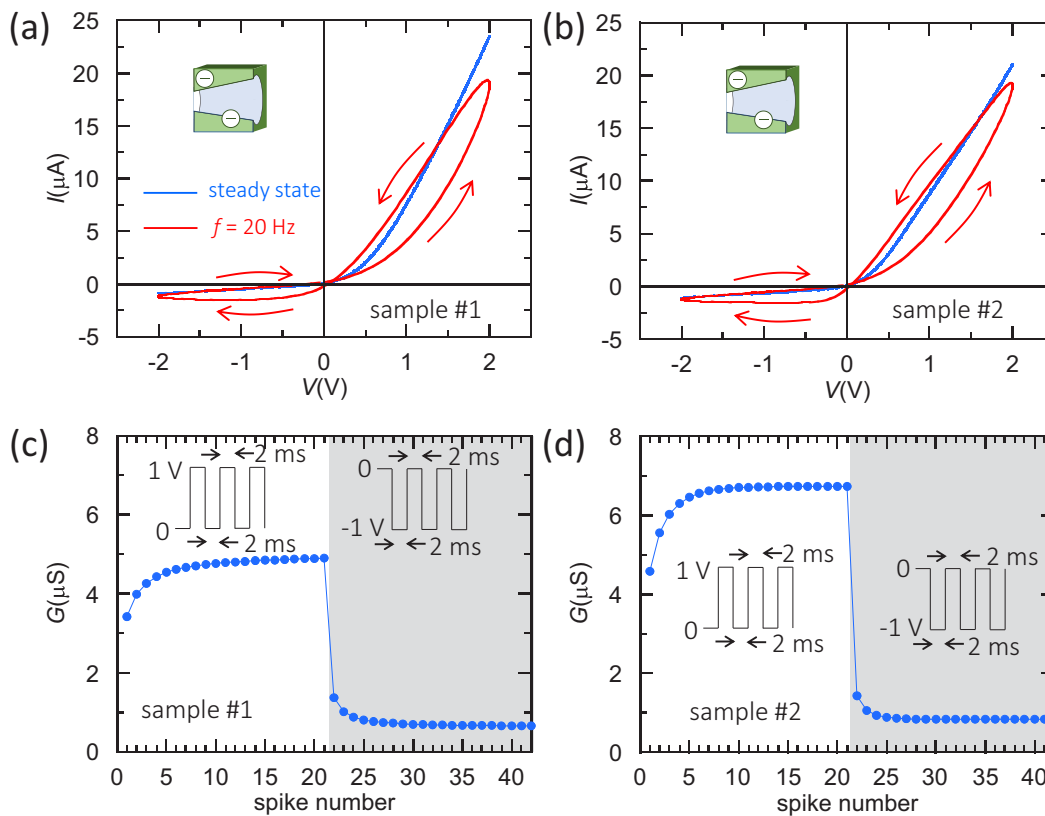 (a)
25
20
15
10
5
0
-5
I(μA)
steady state
f = 20 Hz
sample #1
-2
-1
0
1
2
V(V)
(b)
25
20
15
10
5
0
-5
I(μA)
sample #2
-2
-1
0
1
2
V(V)
(c)
8
6
4
2
0
G(μS)
1 V
2 ms
0
2 ms
0
2 ms
-1 V
2 ms
sample #1
0
5
10
15
20
25
30
35
40
spike number
(d)
8
6
4
2
0
G(μS)
1 V
2 ms
0
2 ms
0
2 ms
-1 V
2 ms
sample #2
0
5
10
15
20
25
30
35
40
spike number